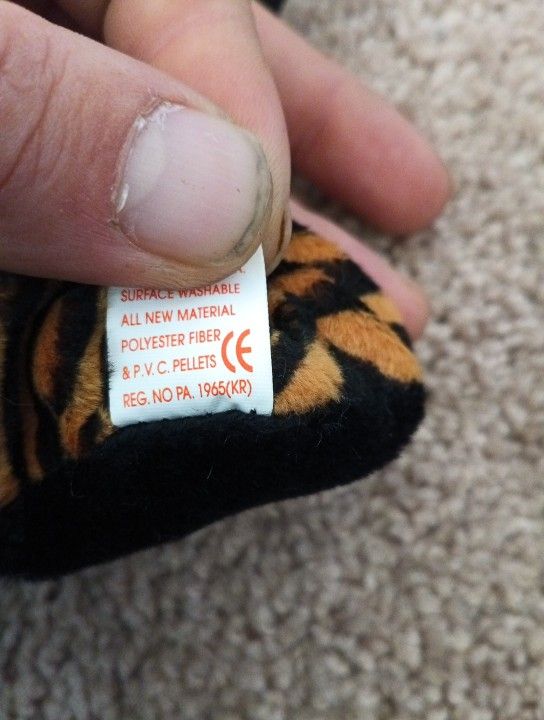 SURFACE WASHABLE
ALL NEW MATERIAL
POLYESTER FIBER
& P.V.C. PELLETS CE
REG. NO PA. 1965(KR)